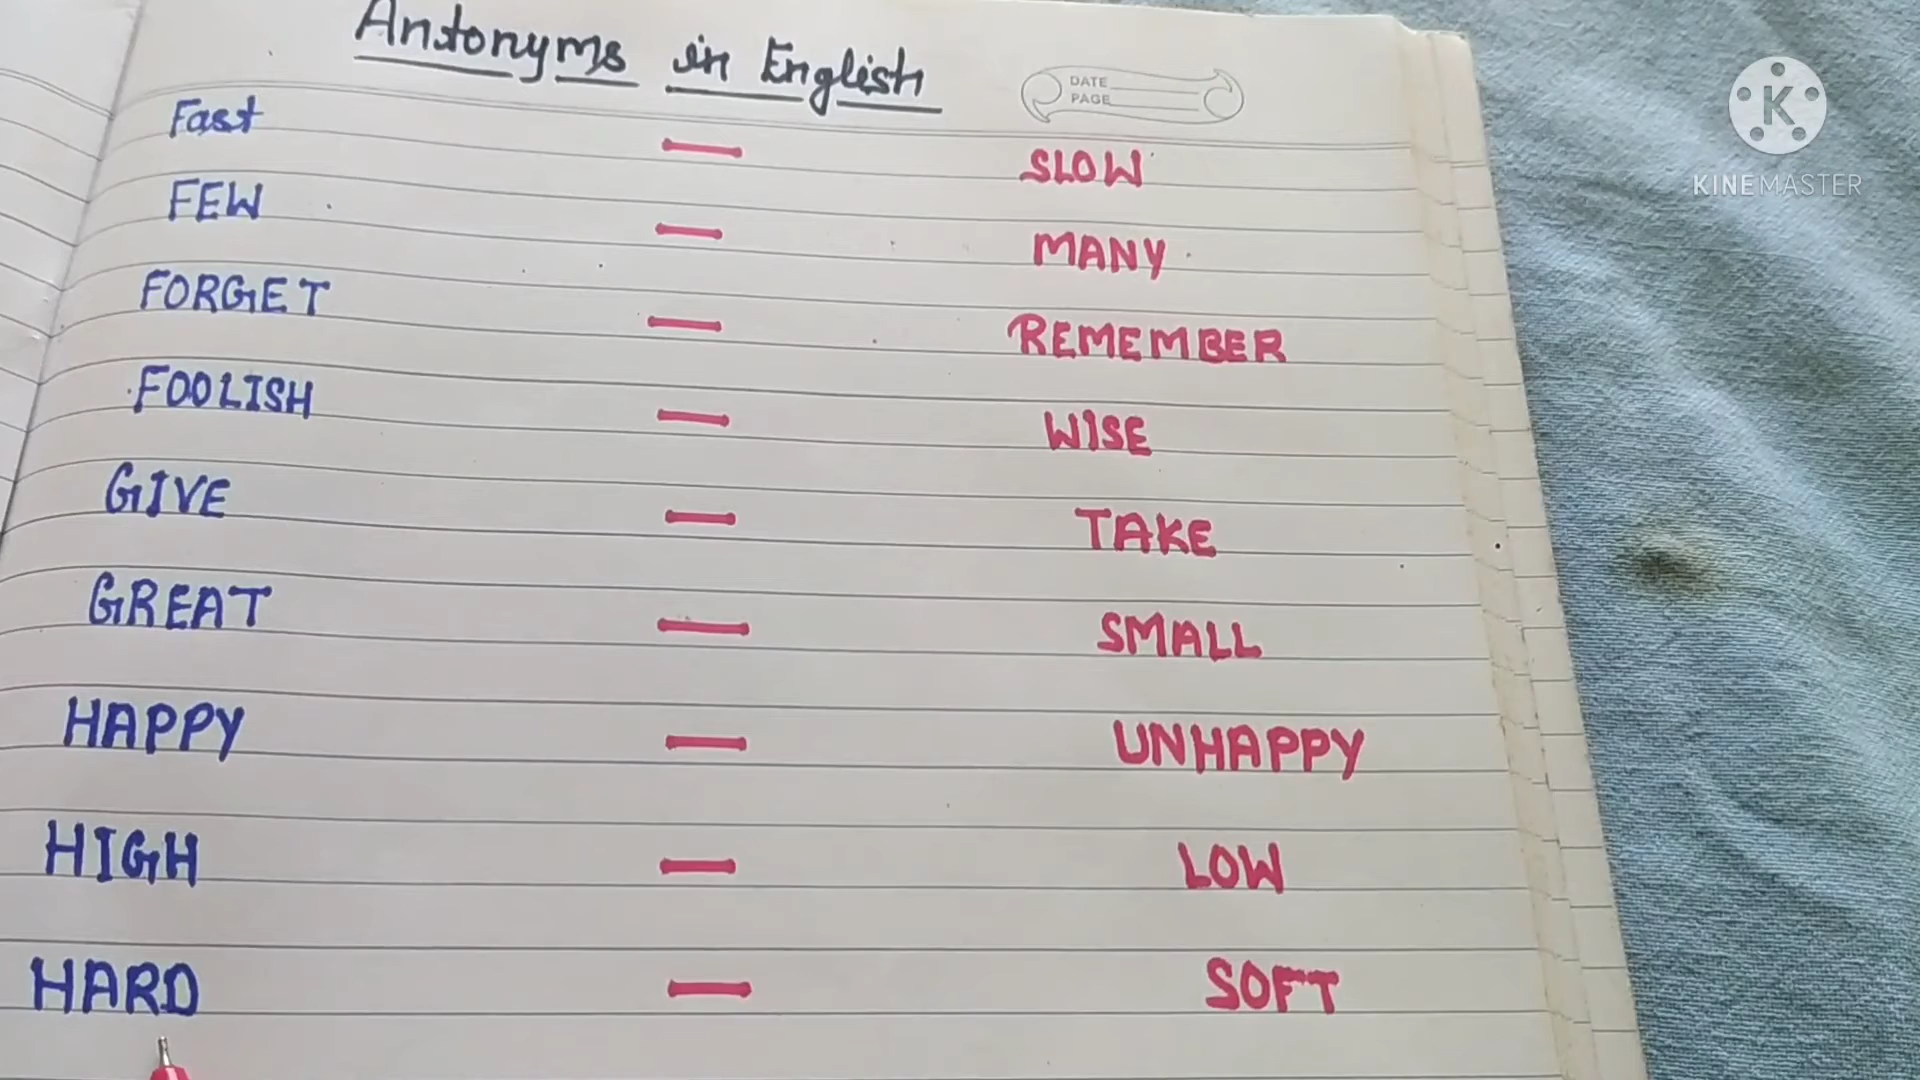 Antonyms in English
DATE
PAGE
K
KINEMASTER
Fast — SLOW
FEW — MANY
FORGET — REMEMBER
FOOLISH — WISE
GIVE — TAKE
GREAT — SMALL
HAPPY — UNHAPPY
HIGH — LOW
HARD — SOFT